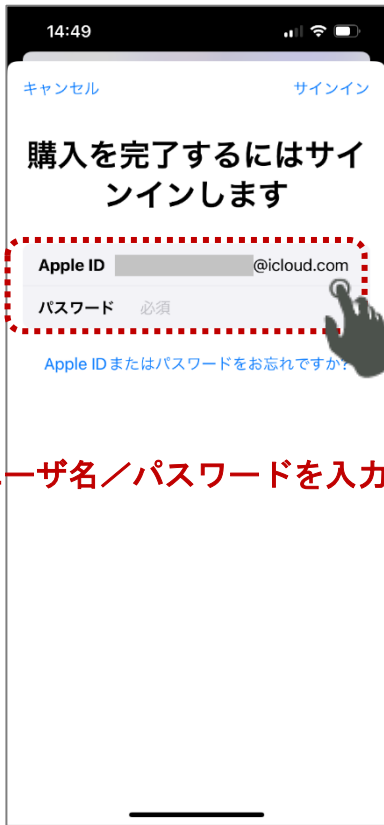 14:49
キャンセル サインイン
購入を完了するにはサイ
ンインします
Apple ID @icloud.com
パスワード 必須
Apple IDまたはパスワードをお忘れですか?
ーザ名／パスワードを入力